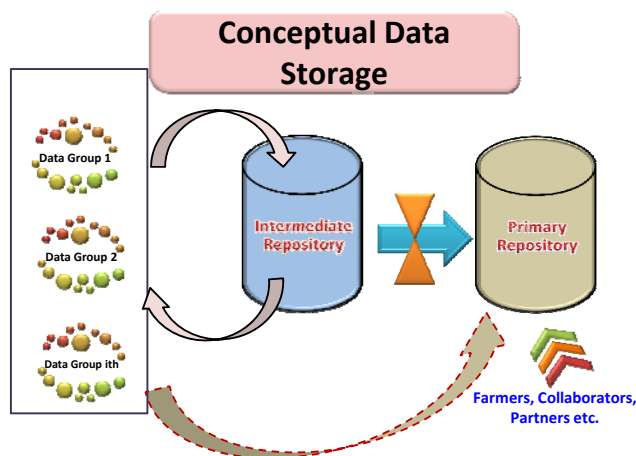 Conceptual Data
Storage
Data Group 1
Data Group 2
Data Group ith
Intermediate
Repository
Primary
Repository
Farmers, Collaborators,
Partners etc.